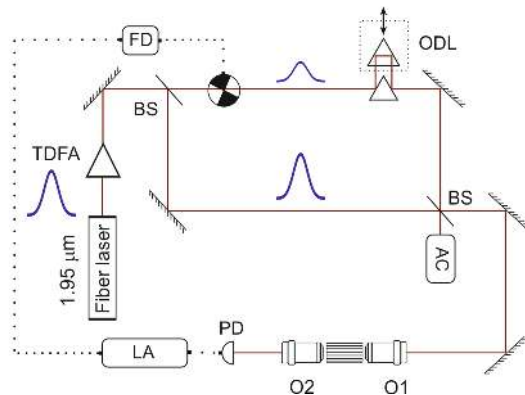 FD
ODL
BS
TDFA
BS
1.95 µm
Fiber laser
AC
PD
LA
O2
O1